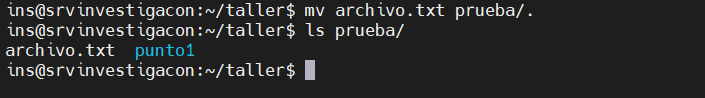 ins@srvinvestigacon:~/taller$ mv archivo.txt prueba/.
ins@srvinvestigacon:~/taller$ ls prueba/
archivo.txt  punto1
ins@srvinvestigacon:~/taller$